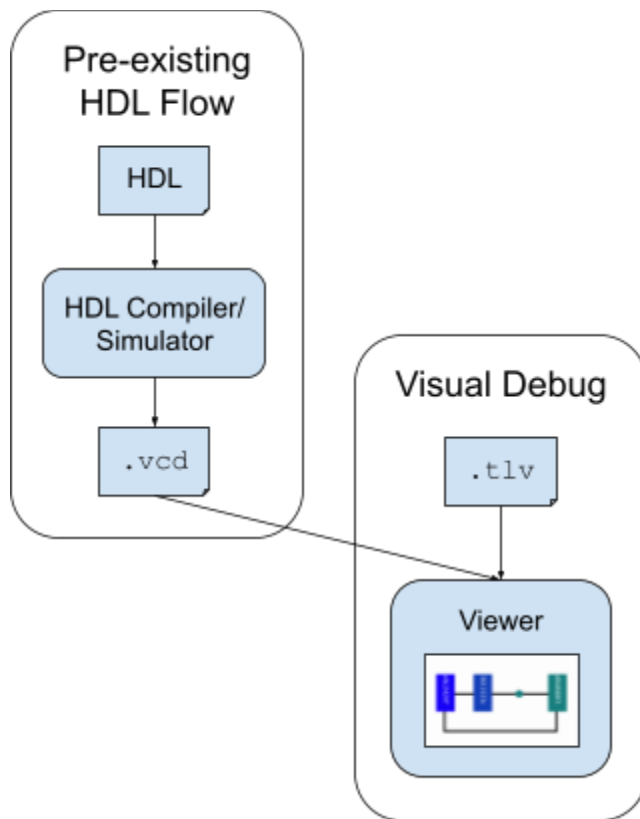 Pre-existing
HDL Flow
HDL
HDL Compiler/
Simulator
.vcd
Visual Debug
.tlv
Viewer